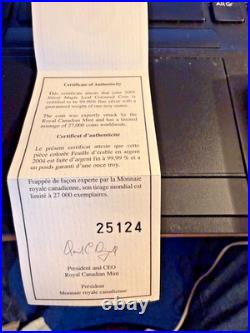 Alt Gr
Certificate of Authenticity
This certificate attests that your 2004
Silver Maple Leaf Coloured Coin is
certified to be 99.99% fine silver with a
guaranteed weight of one troy ounce.
The coin was expertly struck by the
Royal Canadian Mint and has a limited
mintage of 27,000 coins worldwide.
Certificat d'authenticité
Le présent certificat atteste que cette
pièce colorée Feuille d'érable en argent
2004 est faite d'argent fin à 99,99 % et a
un poids garanti d'une once troy.
Frappée de façon experte par la Monnaie
royale canadienne, son tirage mondial est
limité à 27 000 exemplaires.
25124
President and CEO
Royal Canadian Mint
Président
Monnaie royale canadienne